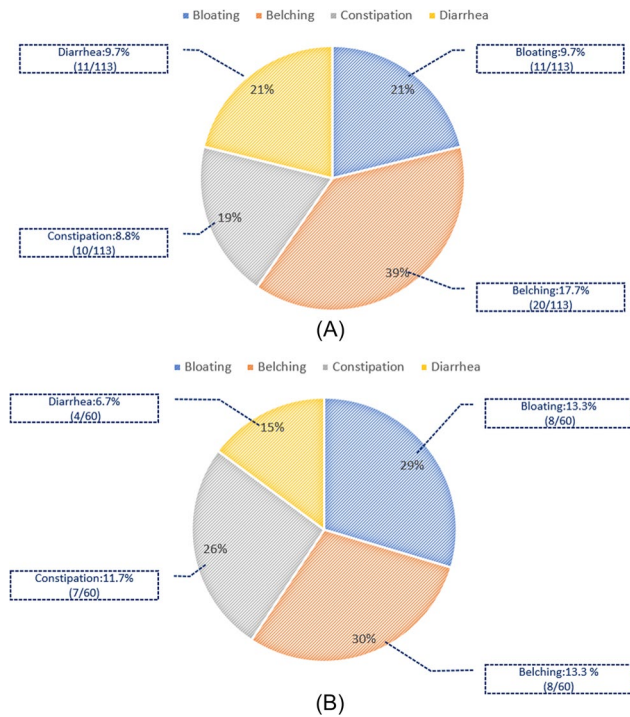 Bloating Belching Constipation Diarrhea
Diarrhea:9.7%
(11/113)
Bloating:9.7%
(11/113)
21%
21%
Constipation:8.8%
(10/113)
19%
39%
Belching:17.7%
(20/113)
(A)
Bloating Belching Constipation Diarrhea
Diarrhea:6.7%
(4/60)
Bloating:13.3%
(8/60)
15%
29%
Constipation:11.7%
(7/60)
26%
30%
Belching:13.3 %
(8/60)
(B)